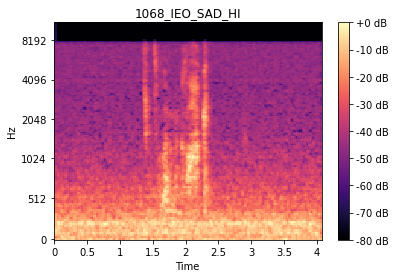 1068_IEO_SAD_HI
8192
4096
2048
1024
512
0
Hz
0 0.5 1 1.5 2 2.5 3 3.5 4
Time
+0 dB
-10 dB
-20 dB
-30 dB
-40 dB
-50 dB
-60 dB
-70 dB
-80 dB